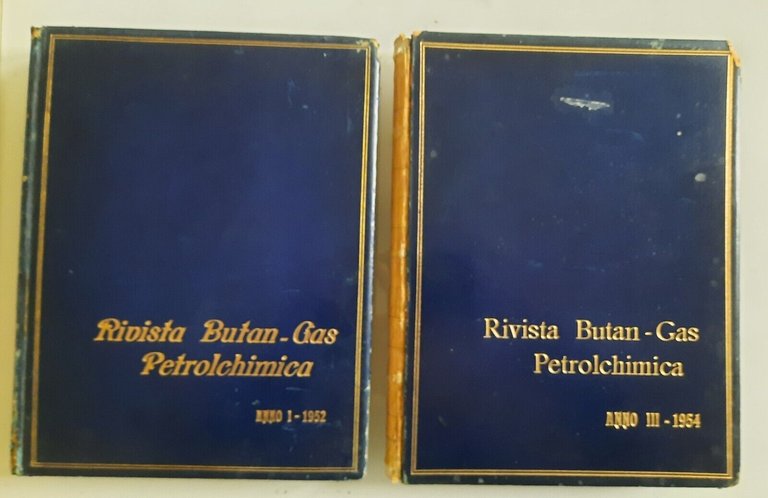 Rivista Butan-Gas
Petrolchimica
ANNO I-1952
Rivista Butan-Gas
Petrolchimica
ANNO III-1954